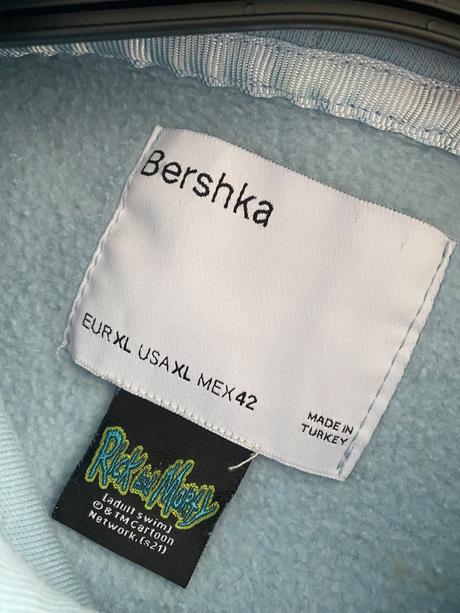 Bershka
EUR XL USA XL MEX 42
MADE IN
TURKEY
RICK AND MORTY
[adult swim]
© & TM Cartoon
Network. (s21)